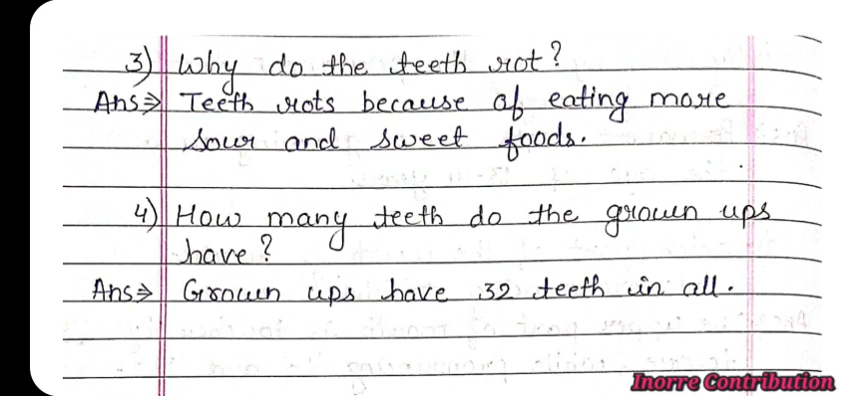 3) Why do the teeth rot?
Ans⇒ Teeth rots because of eating more
sour and sweet foods.
4) How many teeth do the grown ups
have?
Ans⇒ Grown ups have 32 teeth in all.
Inorre Contribution